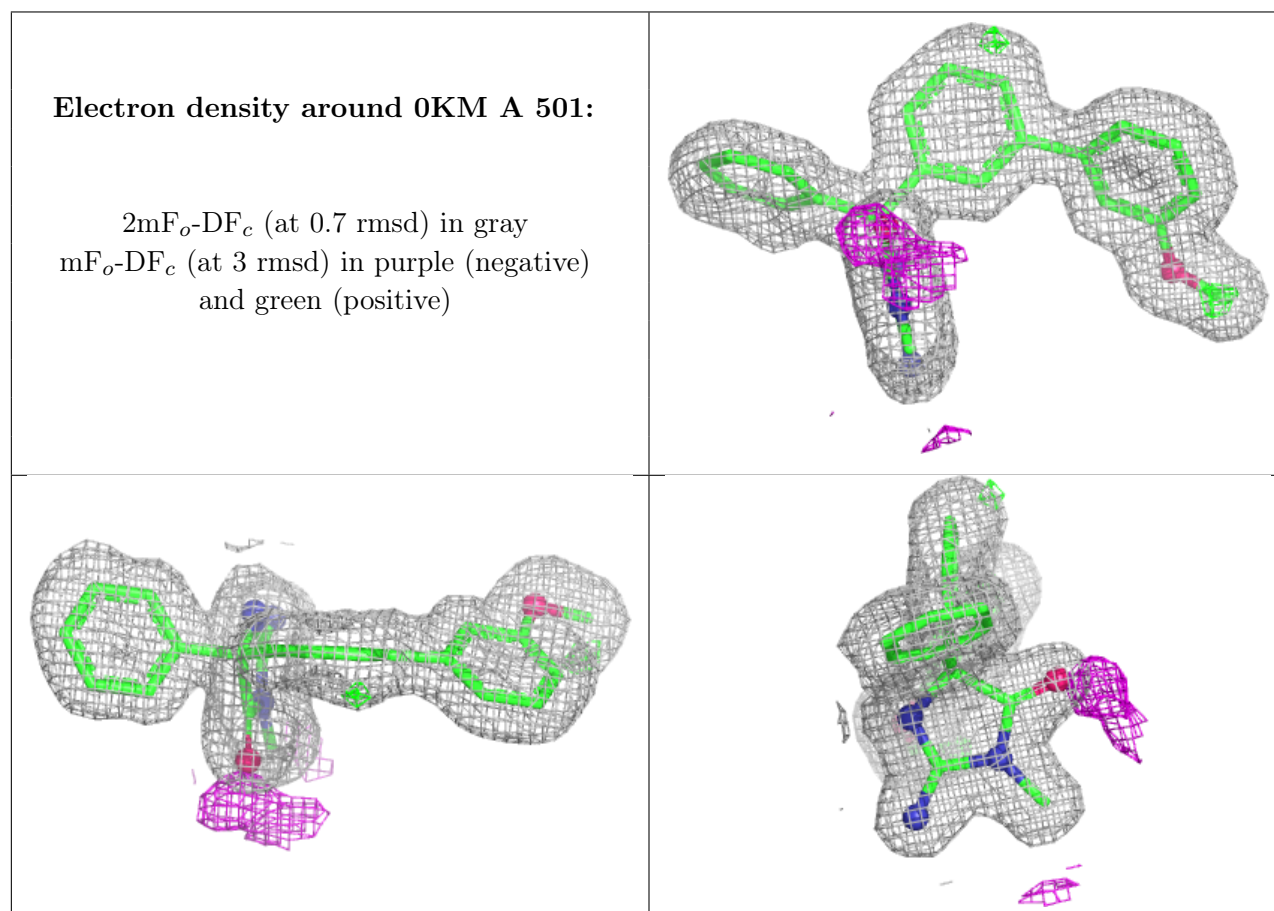 Electron density around 0KM A 501:
2mFo-DFc (at 0.7 rmsd) in gray
mFo-DFc (at 3 rmsd) in purple (negative)
and green (positive)